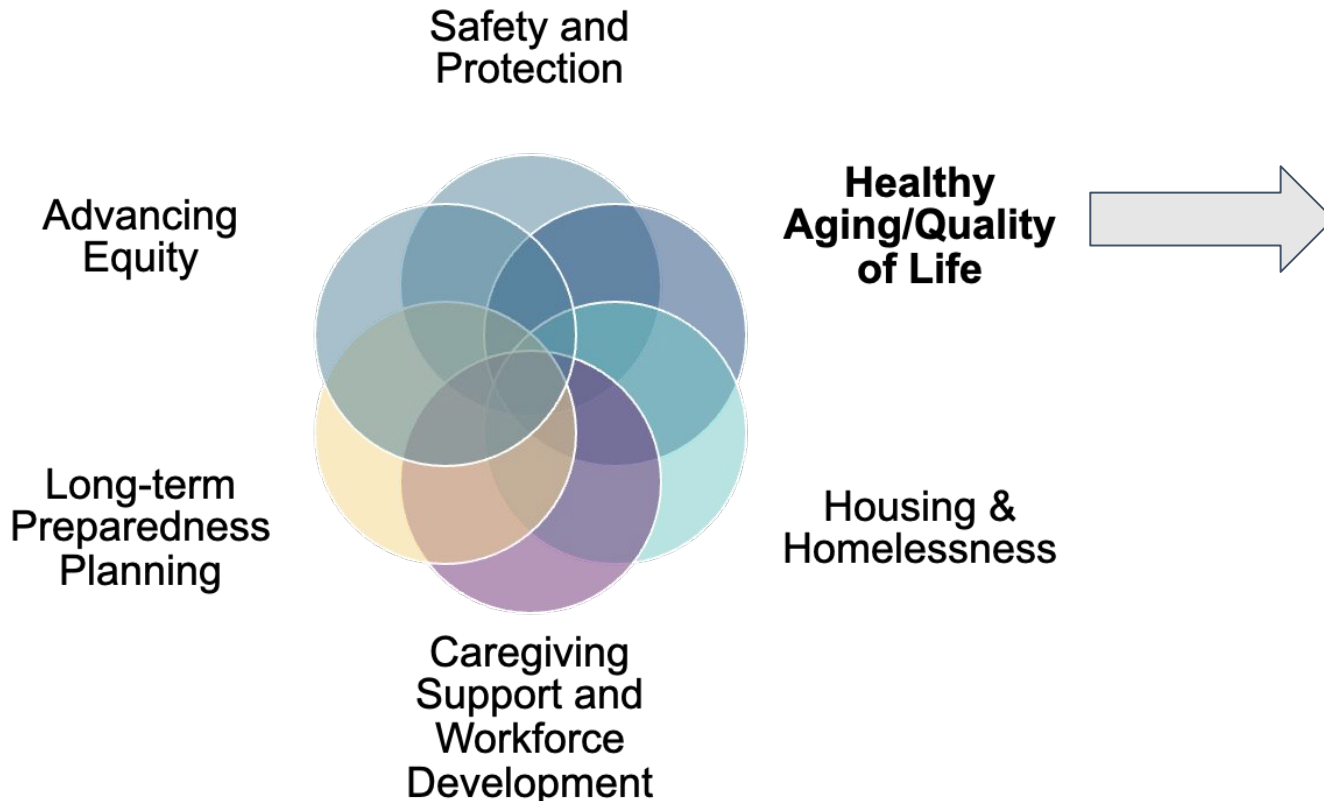 Safety and
Protection
Advancing
Equity
Healthy
Aging/Quality
of Life
Long-term
Preparedness
Planning
Housing &
Homelessness
Caregiving
Support and
Workforce
Development